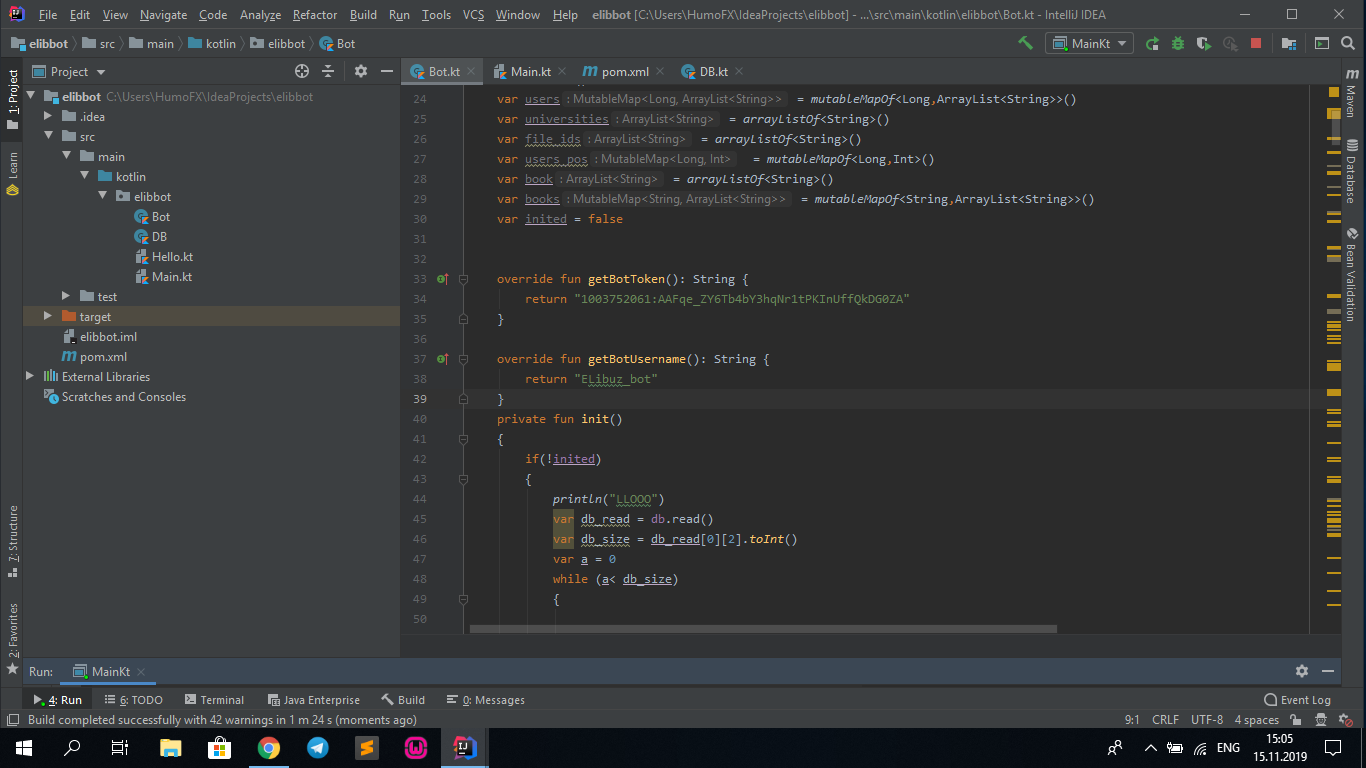 File Edit View Navigate Code Analyze Refactor Build Run Tools VCS Window Help elibbot [C:\Users\HumoFX\IdeaProjects\elibbot] - ...\src\main\kotlin\elibbot\Bot.kt - IntelliJ IDEA
elibbot src main kotlin elibbot Bot MainKt
1: Project
Learn
7: Structure
2: Favorites
Project
elibbot C:\Users\HumoFX\IdeaProjects\elibbot
.idea
src
main
kotlin
elibbot
Bot
DB
Hello.kt
Main.kt
test
target
elibbot.iml
pom.xml
External Libraries
Scratches and Consoles
Bot.kt Main.kt pom.xml DB.kt
24 var users : MutableMap<Long, ArrayList<String>> = mutableMapOf<Long,ArrayList<String>>()
25 var universities : ArrayList<String> = arrayListOf<String>()
26 var file_ids : ArrayList<String> = arrayListOf<String>()
27 var users_pos : MutableMap<Long, Int> = mutableMapOf<Long,Int>()
28 var book : ArrayList<String> = arrayListOf<String>()
29 var books : MutableMap<String, ArrayList<String>> = mutableMapOf<String,ArrayList<String>>()
30 var inited = false
31
32
33 override fun getBotToken(): String {
34 return "1003752061:AAFqe_ZY6Tb4bY3hqNr1tPKInUffQkDG0ZA"
35 }
36
37 override fun getBotUsername(): String {
38 return "ELibuz_bot"
39 }
40 private fun init()
41 {
42 if(!inited)
43 {
44 println("LLOOO")
45 var db_read = db.read()
46 var db_size = db_read[0][2].toInt()
47 var a = 0
48 while (a< db_size)
49 {
50
Maven
Database
Bean Validation
Run: MainKt
4: Run 6: TODO Terminal Java Enterprise Build 0: Messages Event Log
Build completed successfully with 42 warnings in 1 m 24 s (moments ago) 9:1 CRLF UTF-8 4 spaces
ENG
15:05
15.11.2019